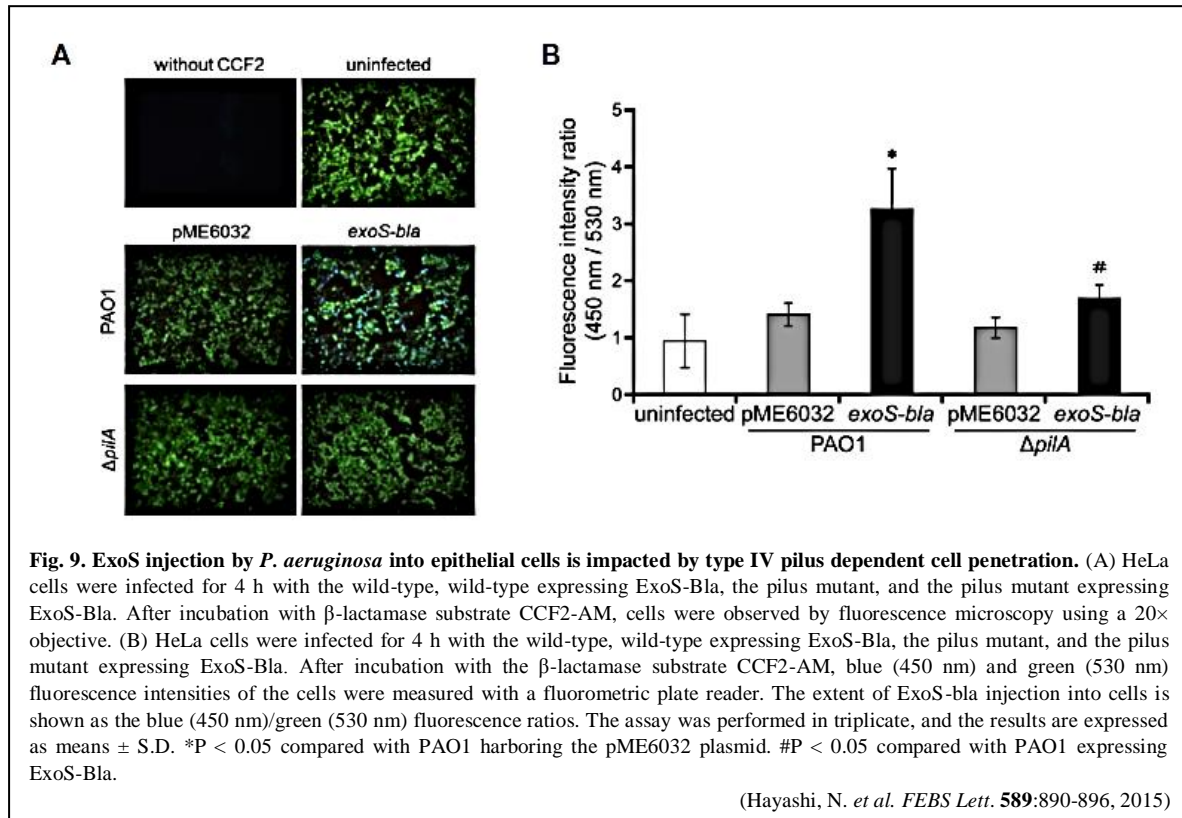 A
without CCF2 uninfected
pME6032 exoS-bla
PAO1
ΔpilA
B
Fluorescence intensity ratio
(450 nm / 530 nm)
5
4
3
2
1
0
*
#
uninfected pME6032 exoS-bla pME6032 exoS-bla
PAO1 ΔpilA
Fig. 9. ExoS injection by P. aeruginosa into epithelial cells is impacted by type IV pilus dependent cell penetration. (A) HeLa
cells were infected for 4 h with the wild-type, wild-type expressing ExoS-Bla, the pilus mutant, and the pilus mutant expressing
ExoS-Bla. After incubation with β-lactamase substrate CCF2-AM, cells were observed by fluorescence microscopy using a 20×
objective. (B) HeLa cells were infected for 4 h with the wild-type, wild-type expressing ExoS-Bla, the pilus mutant, and the pilus
mutant expressing ExoS-Bla. After incubation with the β-lactamase substrate CCF2-AM, blue (450 nm) and green (530 nm)
fluorescence intensities of the cells were measured with a fluorometric plate reader. The extent of ExoS-bla injection into cells is
shown as the blue (450 nm)/green (530 nm) fluorescence ratios. The assay was performed in triplicate, and the results are expressed
as means ± S.D. *P < 0.05 compared with PAO1 harboring the pME6032 plasmid. #P < 0.05 compared with PAO1 expressing
ExoS-Bla.
(Hayashi, N. et al. FEBS Lett. 589:890-896, 2015)